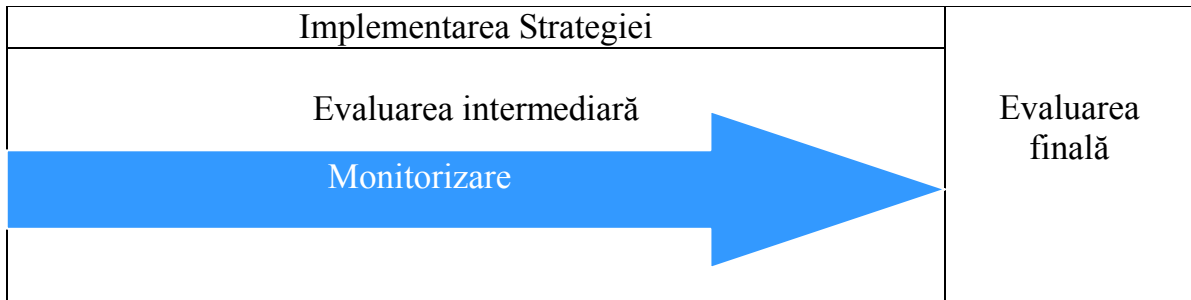 Implementarea Strategiei
Evaluarea intermediară
Monitorizare
Evaluarea
finală